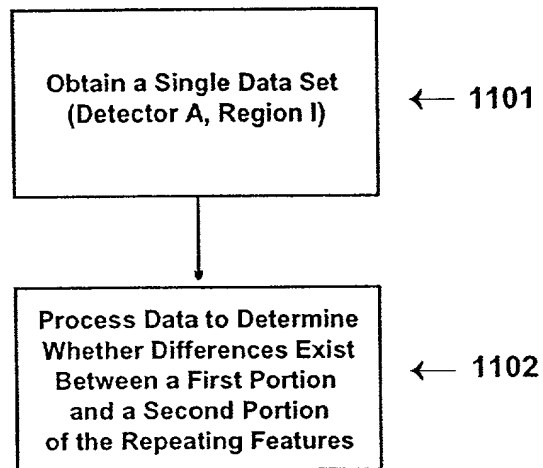 Obtain a Single Data Set
(Detector A, Region I)
← 1101
Process Data to Determine
Whether Differences Exist
Between a First Portion
and a Second Portion
of the Repeating Features
← 1102